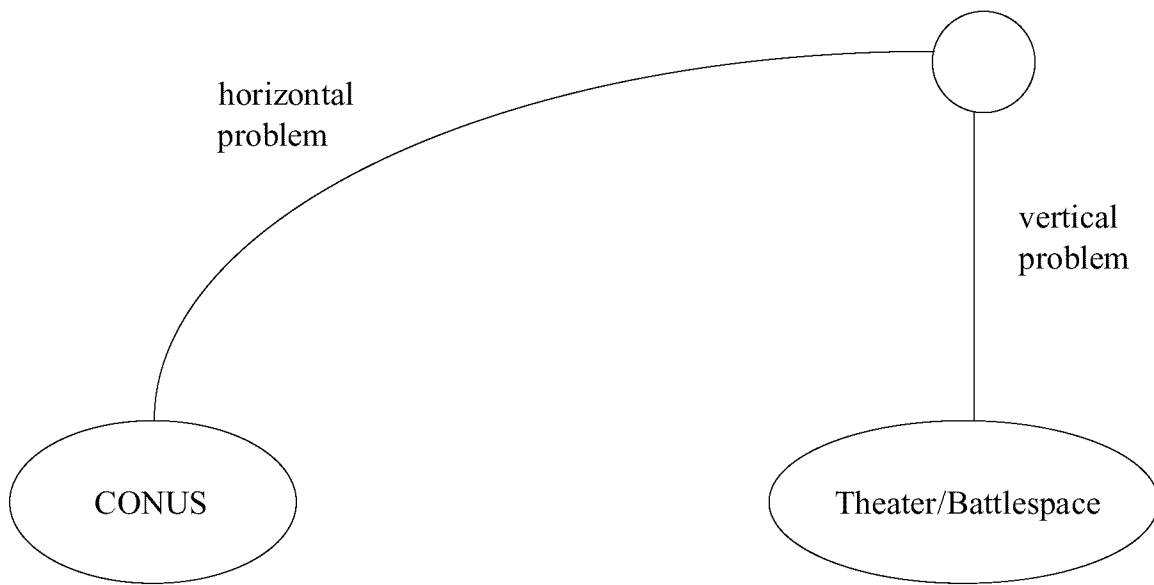 horizontal
problem
vertical
problem
CONUS
Theater/Battlespace